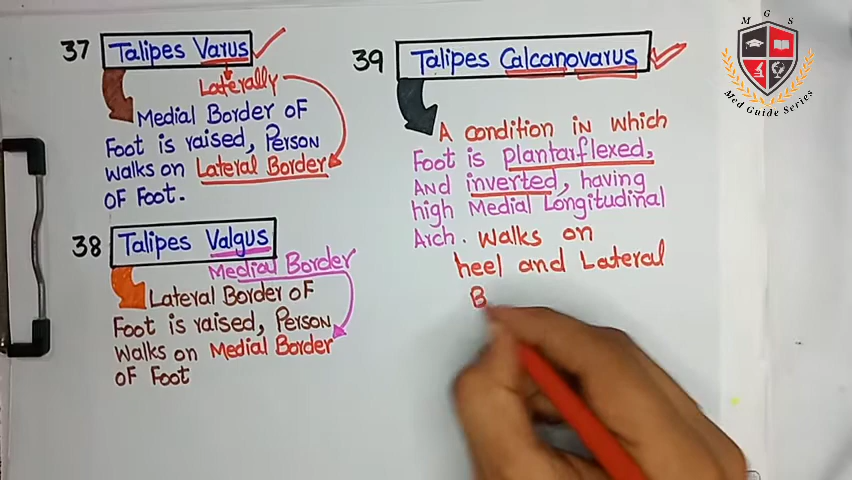 37 Talipes Varus
Laterally
Medial Border of
Foot is raised, Person
walks on Lateral Border
of Foot.
38 Talipes Valgus
Medial Border
Lateral Border of
Foot is raised, Person
Walks on Medial Border
of Foot
39 Talipes Calcanovarus
A condition in which
Foot is plantarflexed,
And inverted, having
high Medial Longitudinal
Arch. Walks on
heel and Lateral
B
M G S
Med Guide Series